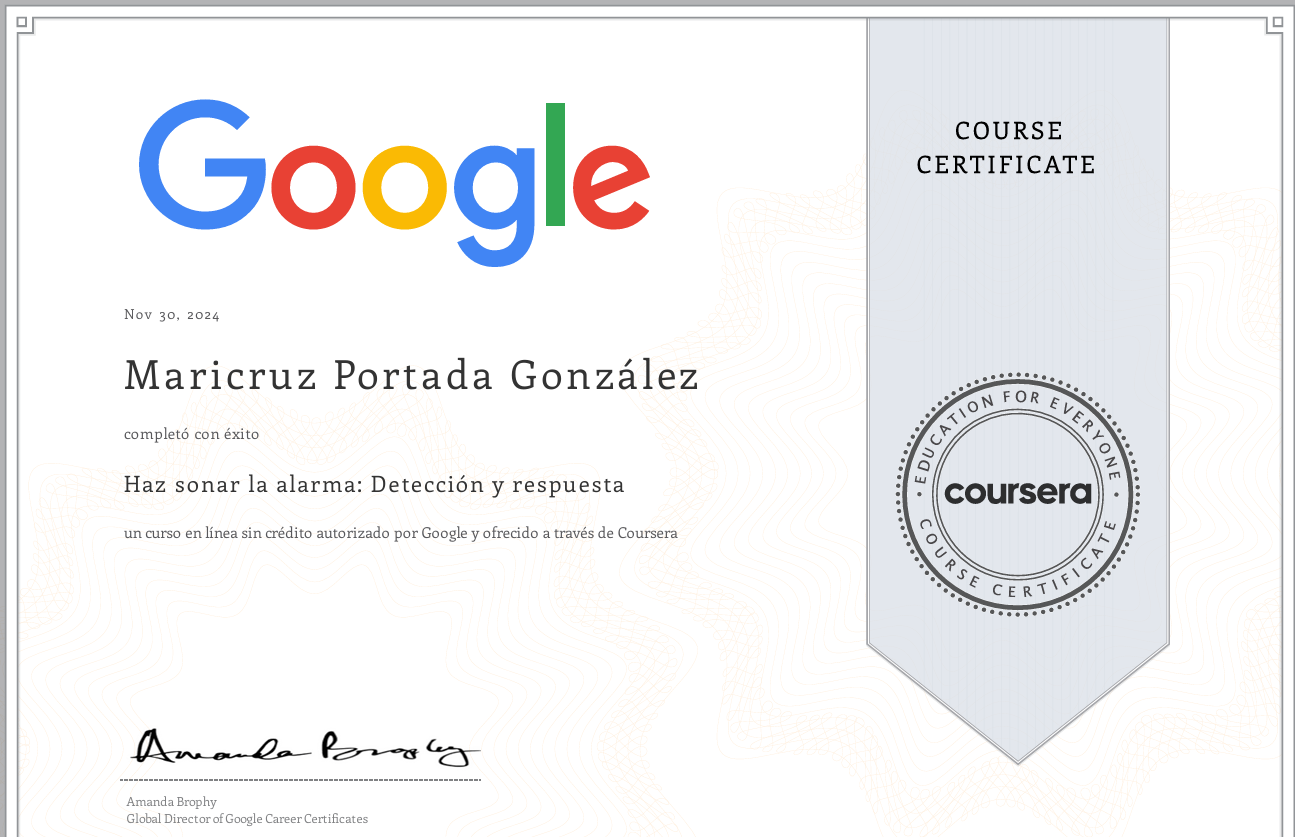 Google
COURSE
CERTIFICATE
Nov 30, 2024
Maricruz Portada González
completó con éxito
Haz sonar la alarma: Detección y respuesta
un curso en línea sin crédito autorizado por Google y ofrecido a través de Coursera
EDUCATION FOR EVERYONE
coursera
COURSE CERTIFICATE
Amanda Brophy
Amanda Brophy
Global Director of Google Career Certificates